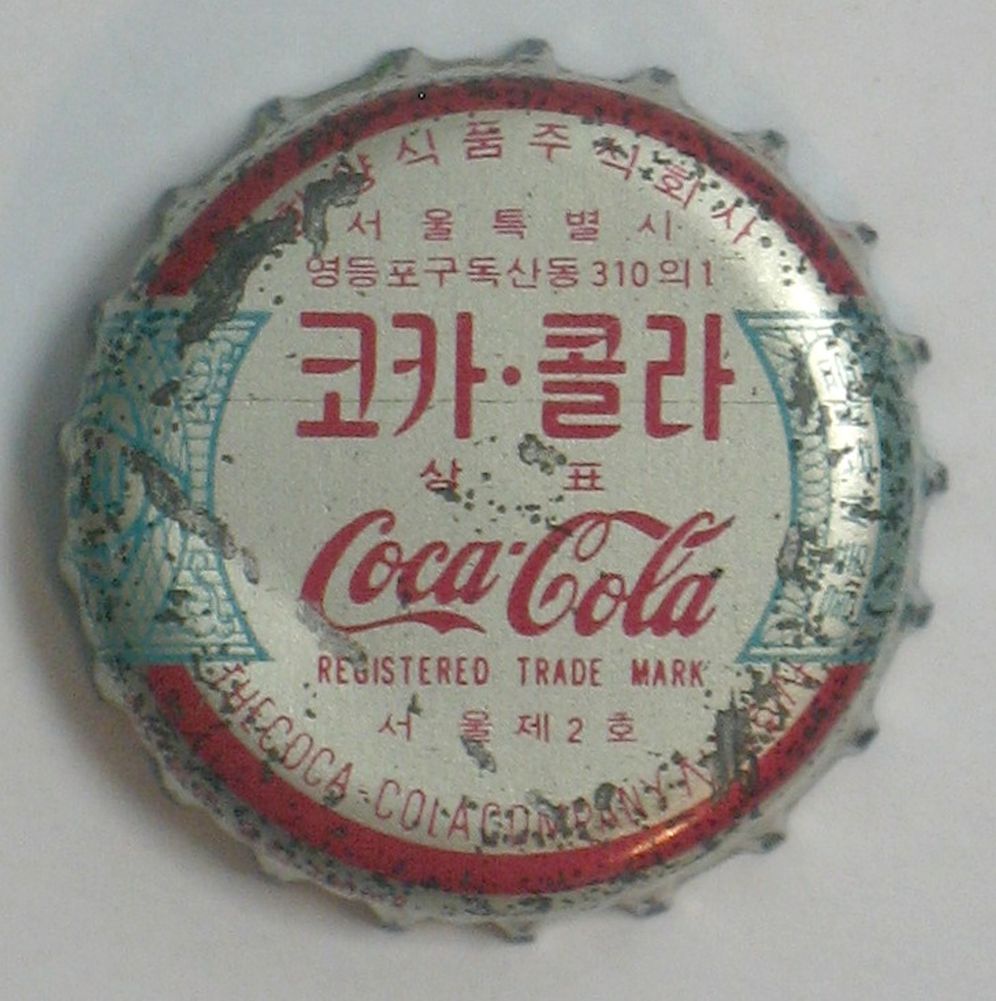 양식품주식회사
서울특별시
영등포구독산동310의1
코카·콜라
상표
Coca-Cola
REGISTERED TRADE MARK
서울제2호
THE COCA-COLA COMPANY